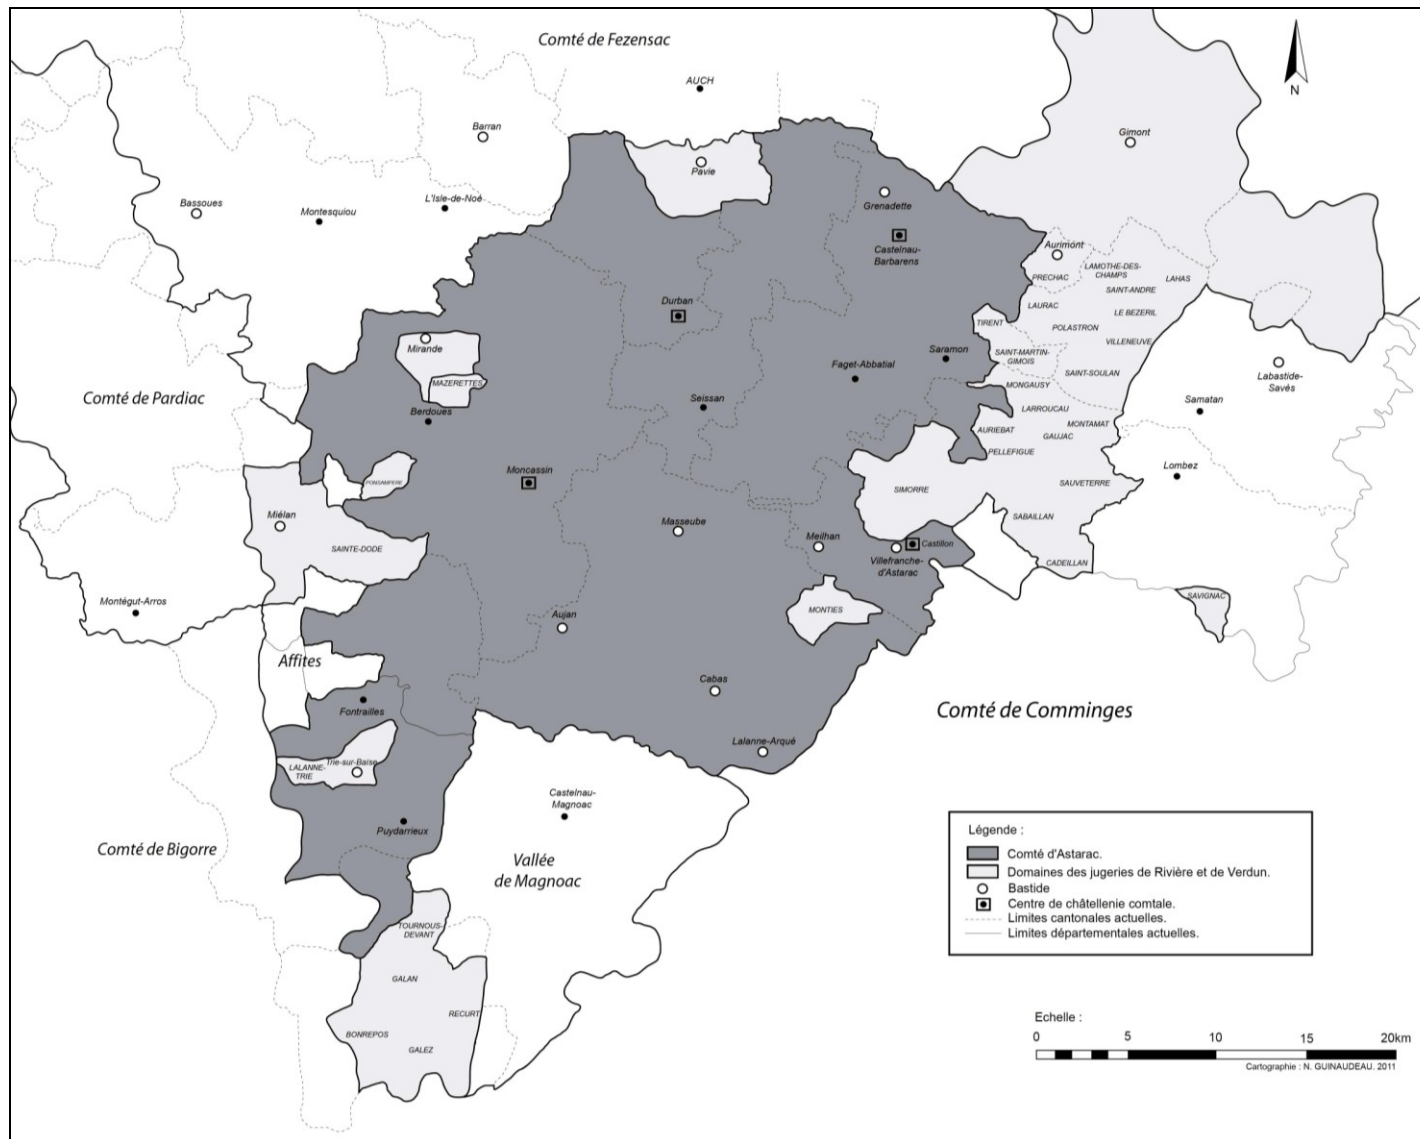 Comté de Fezensac
AUCH
N
Barran
Gimont
Pavie
Bassoues
Montesquiou
L'Isle-de-Noé
Grenadette
Castelnau-
Barbarens
Aurimont
PRECHAC
LAMOTHE-DES-
CHAMPS
LAHAS
SAINT-ANDRE
LAURAC
LE BEZERIL
Durban
TIRENT
POLASTRON
VILLENEUVE
Mirande
MAZERETTES
Berdoues
Faget-Abbatial
Saramon
SAINT-MARTIN-
GIMOIS
SAINT-SOULAN
MONGAUSY
Labastide-
Savés
Comté de Pardiac
Seissan
Samatan
LARROUCAU
MONTAMAT
AURIEBAT
GAUJAC
PELLEFIGUE
Moncassin
PONSAMPERE
Lombez
SIMORRE
SAUVETERRE
Miélan
SAINTE-DODE
Masseube
Meilhan
SABAILLAN
Villefranche-
d'Astarac
Castillon
CADEILLAN
Montégut-Arros
Aujan
MONTIES
SAVIGNAC
Affites
Cabas
Fontrailles
Comté de Comminges
Lalanne-Arqué
LALANNE-
TRIE
Trie-sur-Baïse
Castelnau-
Magnoac
Puydarrieux
Comté de Bigorre
Vallée
de Magnoac
Légende :
Comté d'Astarac.
Domaines des jugeries de Rivière et de Verdun.
Bastide
Centre de châtellenie comtale.
Limites cantonales actuelles.
Limites départementales actuelles.
TOURNOUS-
DEVANT
GALAN
RECURT
BONREPOS
GALEZ
Echelle :
0 5 10 15 20km
Cartographie : N. GUINAUDEAU. 2011